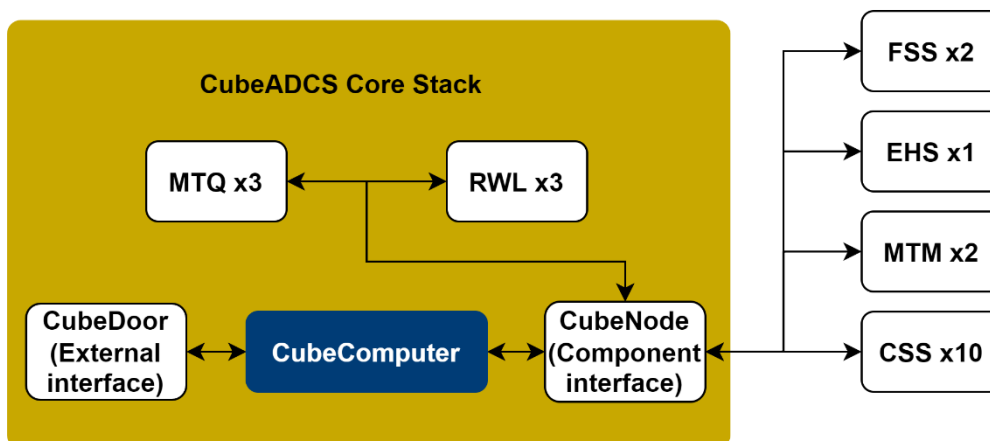 FSS x2
CubeADCS Core Stack
EHS x1
MTQ x3
RWL x3
MTM x2
CubeDoor
(External
interface)
CubeComputer
CubeNode
(Component
interface)
CSS x10